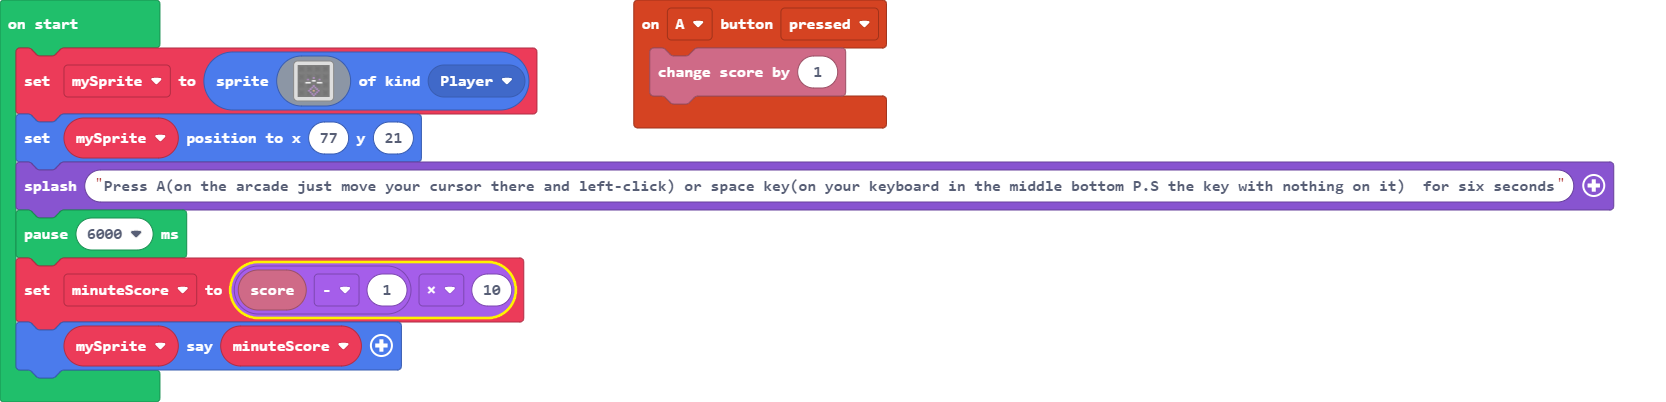 on start
set mySprite to sprite of kind Player
set mySprite position to x 77 y 21
splash "Press A(on the arcade just move your cursor there and left-click) or space key(on your keyboard in the middle bottom P.S the key with nothing on it)  for six seconds"
pause 6000 ms
set minuteScore to score - 1 × 10
mySprite say minuteScore
on A button pressed
change score by 1